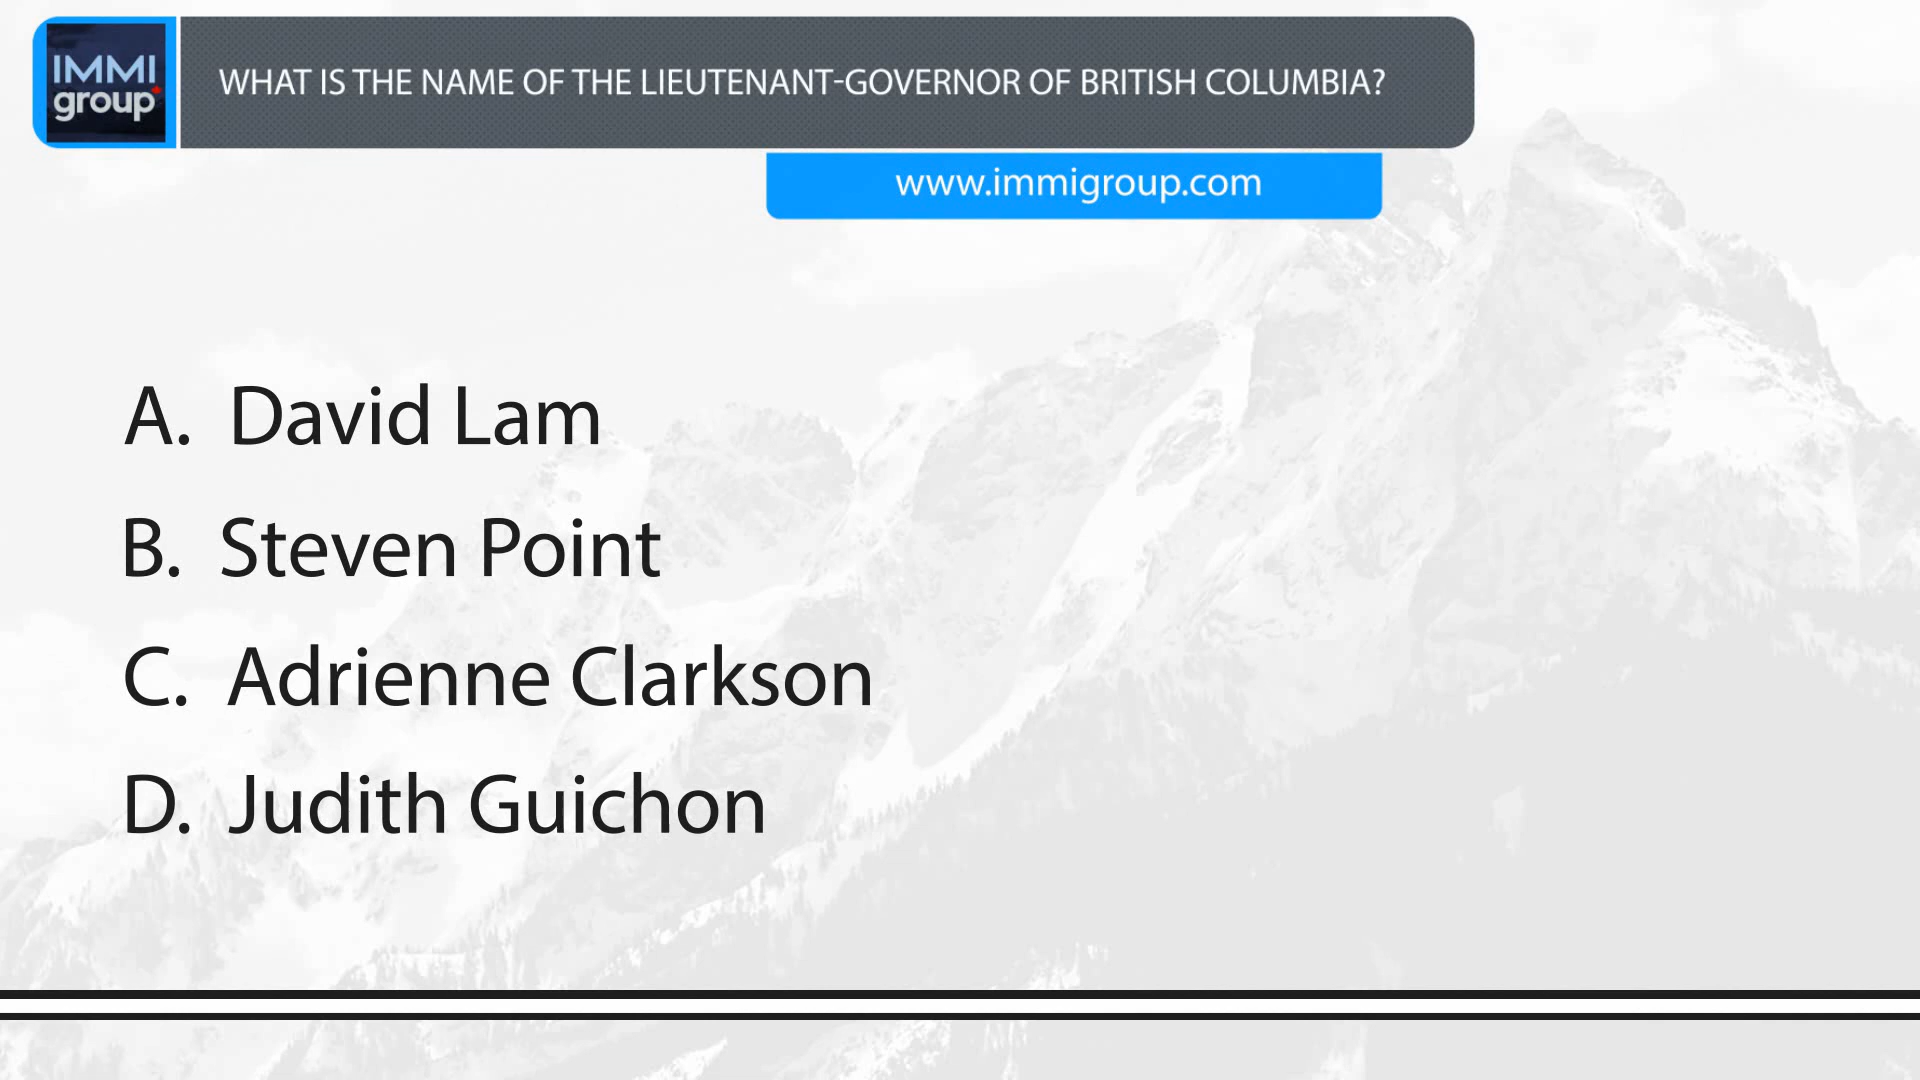 IMMI
group
WHAT IS THE NAME OF THE LIEUTENANT-GOVERNOR OF BRITISH COLUMBIA?
www.immigroup.com
A. David Lam
B. Steven Point
C. Adrienne Clarkson
D. Judith Guichon